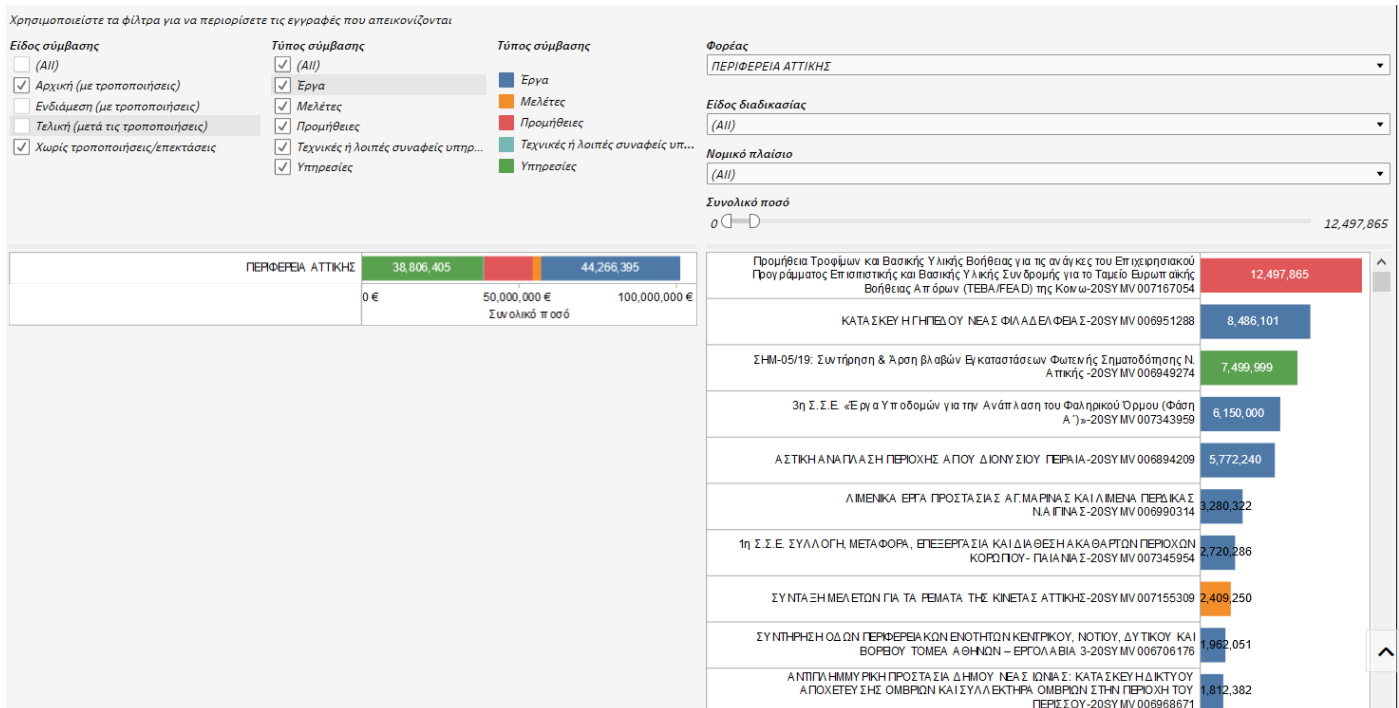 Χρησιμοποιείστε τα φίλτρα για να περιορίσετε τις εγγραφές που απεικονίζονται
Είδος σύμβασης
(All)
Αρχική (με τροποποιήσεις)
Ενδιάμεση (με τροποποιήσεις)
Τελική (μετά τις τροποποιήσεις)
Χωρίς τροποποιήσεις/επεκτάσεις
Τύπος σύμβασης
(All)
Έργα
Μελέτες
Προμήθειες
Τεχνικές ή λοιπές συναφείς υπηρ...
Υπηρεσίες
Τύπος σύμβασης
Έργα
Μελέτες
Προμήθειες
Τεχνικές ή λοιπές συναφείς υπ...
Υπηρεσίες
Φορέας
ΠΕΡΙΦΕΡΕΙΑ ΑΤΤΙΚΗΣ
Είδος διαδικασίας
(All)
Νομικό πλαίσιο
(All)
Συνολικό ποσό
0 12,497,865
ΠΕΡΙΦΕΡΕΙΑ ΑΤΤΙΚΗΣ 38,806,405 44,266,395
0 € 50,000,000 € 100,000,000 €
Συνολικό ποσό
Προμήθεια Τροφίμων και Βασικής Υλικής Βοήθειας για τις ανάγκες του Επιχειρησιακού
Προγράμματος Επισιτιστικής και Βασικής Υλικής Συνδρομής για το Ταμείο Ευρωπαϊκής
Βοήθειας Απόρων (TEBA/FEAD) της Κοινω-20SYMV007167054 12,497,865
ΚΑΤΑΣΚΕΥΗ ΓΗΠΕΔΟΥ ΝΕΑΣ ΦΙΛΑΔΕΛΦΕΙΑΣ-20SYMV006951288 8,486,101
ΣΗΜ-05/19: Συντήρηση & Άρση βλαβών Εγκαταστάσεων Φωτεινής Σηματοδότησης Ν.
Αττικής -20SYMV006949274 7,499,999
3η Σ.Σ.Ε. «Έργα Υποδομών για την Ανάπλαση του Φαληρικού Όρμου (Φάση
Α΄)»-20SYMV007343959 6,150,000
ΑΣΤΙΚΗ ΑΝΑΠΛΑΣΗ ΠΕΡΙΟΧΗΣ ΑΓΙΟΥ ΔΙΟΝΥΣΙΟΥ ΠΕΙΡΑΙΑ-20SYMV006894209 5,772,240
ΛΙΜΕΝΙΚΑ ΕΡΓΑ ΠΡΟΣΤΑΣΙΑΣ ΑΓ.ΜΑΡΙΝΑΣ ΚΑΙ ΛΙΜΕΝΑ ΠΕΡΔΙΚΑΣ
Ν.ΑΙΓΙΝΑΣ-20SYMV006990314 3,280,322
1η Σ.Σ.Ε. ΣΥΛΛΟΓΗ, ΜΕΤΑΦΟΡΑ, ΕΠΕΞΕΡΓΑΣΙΑ ΚΑΙ ΔΙΑΘΕΣΗ ΑΚΑΘΑΡΤΩΝ ΠΕΡΙΟΧΩΝ
ΚΟΡΩΠΙΟΥ- ΠΑΙΑΝΙΑΣ-20SYMV007345954 2,720,286
ΣΥΝΤΑΞΗ ΜΕΛΕΤΩΝ ΓΙΑ ΤΑ ΡΕΜΑΤΑ ΤΗΣ ΚΙΝΕΤΑΣ ΑΤΤΙΚΗΣ-20SYMV007155309 2,409,250
ΣΥΝΤΗΡΗΣΗ ΟΔΩΝ ΠΕΡΙΦΕΡΕΙΑΚΩΝ ΕΝΟΤΗΤΩΝ ΚΕΝΤΡΙΚΟΥ, ΝΟΤΙΟΥ, ΔΥΤΙΚΟΥ ΚΑΙ
ΒΟΡΕΙΟΥ ΤΟΜΕΑ ΑΘΗΝΩΝ – ΕΡΓΟΛΑΒΙΑ 3-20SYMV006706176 1,962,051
ΑΝΤΙΠΛΗΜΜΥΡΙΚΗ ΠΡΟΣΤΑΣΙΑ ΔΗΜΟΥ ΝΕΑΣ ΙΩΝΙΑΣ: ΚΑΤΑΣΚΕΥΗ ΔΙΚΤΥΟΥ
ΑΠΟΧΕΤΕΥΣΗΣ ΟΜΒΡΙΩΝ ΚΑΙ ΣΥΛΛΕΚΤΗΡΑ ΟΜΒΡΙΩΝ ΣΤΗΝ ΠΕΡΙΟΧΗ ΤΟΥ
ΠΕΡΙΣΣΟΥ-20SYMV006968671 1,812,382